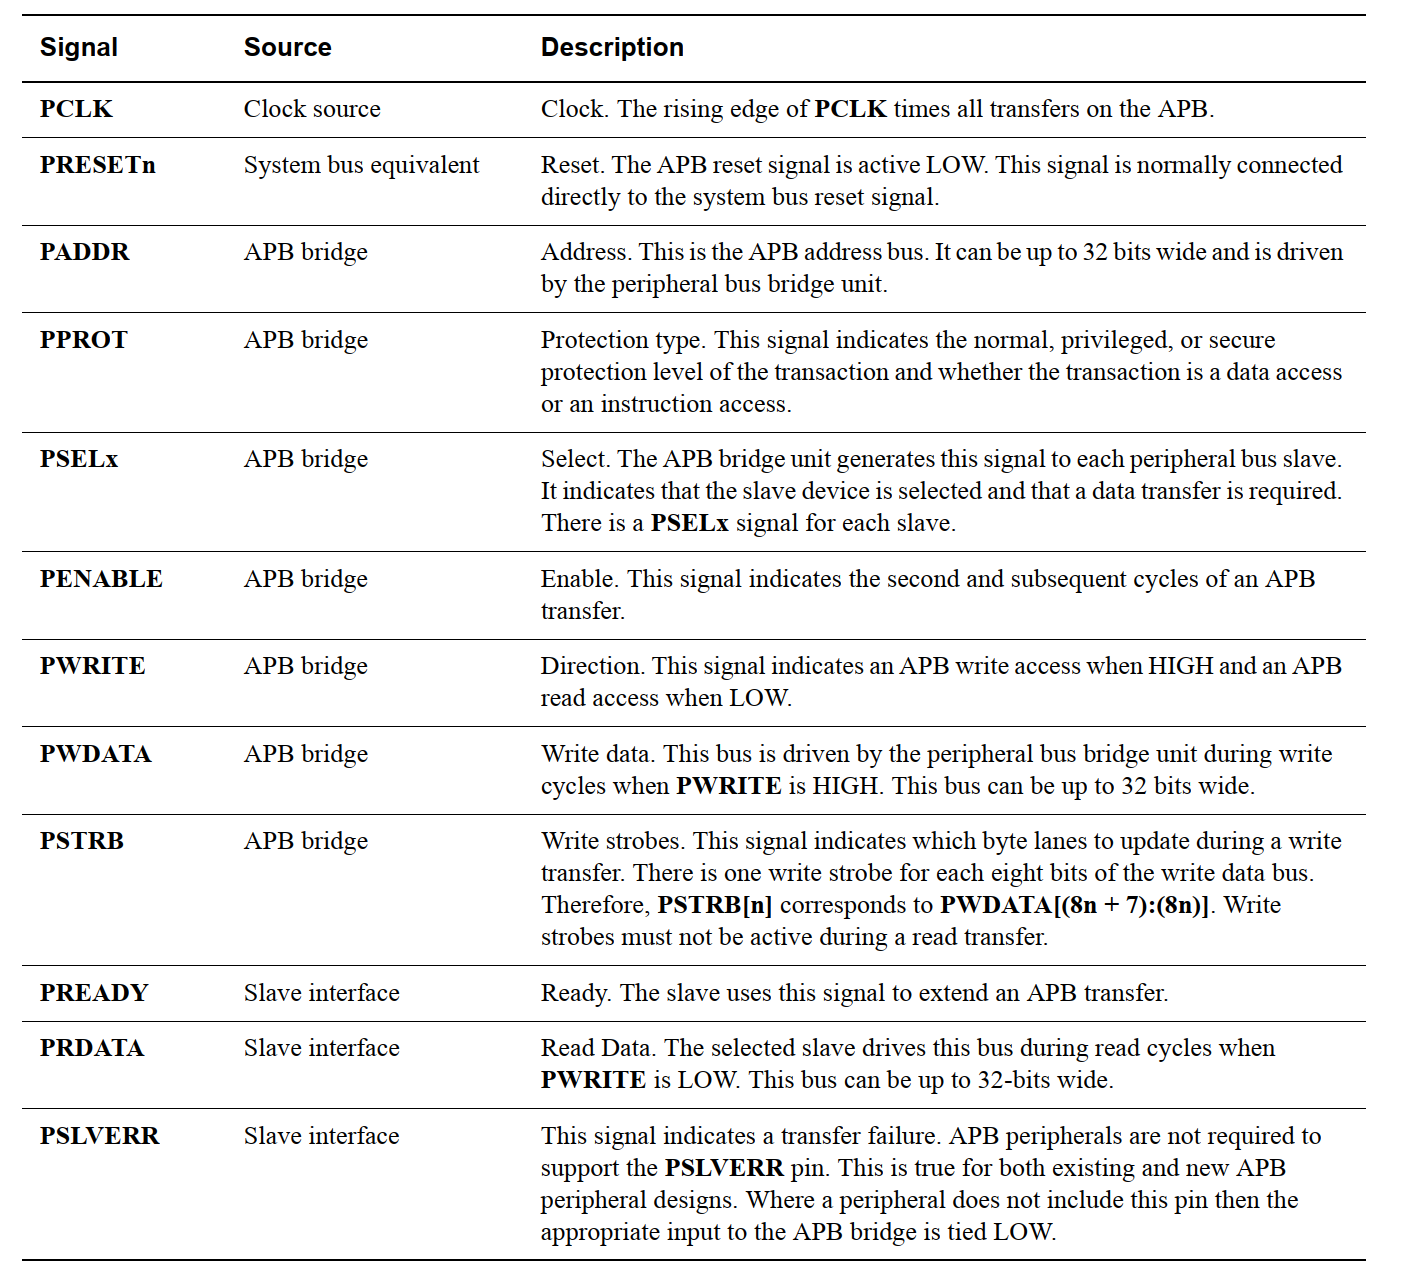 Signal Source Description
PCLK Clock source Clock. The rising edge of PCLK times all transfers on the APB.
PRESETn System bus equivalent Reset. The APB reset signal is active LOW. This signal is normally connected
directly to the system bus reset signal.
PADDR APB bridge Address. This is the APB address bus. It can be up to 32 bits wide and is driven
by the peripheral bus bridge unit.
PPROT APB bridge Protection type. This signal indicates the normal, privileged, or secure
protection level of the transaction and whether the transaction is a data access
or an instruction access.
PSELx APB bridge Select. The APB bridge unit generates this signal to each peripheral bus slave.
It indicates that the slave device is selected and that a data transfer is required.
There is a PSELx signal for each slave.
PENABLE APB bridge Enable. This signal indicates the second and subsequent cycles of an APB
transfer.
PWRITE APB bridge Direction. This signal indicates an APB write access when HIGH and an APB
read access when LOW.
PWDATA APB bridge Write data. This bus is driven by the peripheral bus bridge unit during write
cycles when PWRITE is HIGH. This bus can be up to 32 bits wide.
PSTRB APB bridge Write strobes. This signal indicates which byte lanes to update during a write
transfer. There is one write strobe for each eight bits of the write data bus.
Therefore, PSTRB[n] corresponds to PWDATA[(8n + 7):(8n)]. Write
strobes must not be active during a read transfer.
PREADY Slave interface Ready. The slave uses this signal to extend an APB transfer.
PRDATA Slave interface Read Data. The selected slave drives this bus during read cycles when
PWRITE is LOW. This bus can be up to 32-bits wide.
PSLVERR Slave interface This signal indicates a transfer failure. APB peripherals are not required to
support the PSLVERR pin. This is true for both existing and new APB
peripheral designs. Where a peripheral does not include this pin then the
appropriate input to the APB bridge is tied LOW.